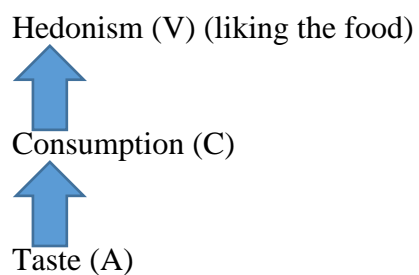 Hedonism (V) (liking the food)
Consumption (C)
Taste (A)